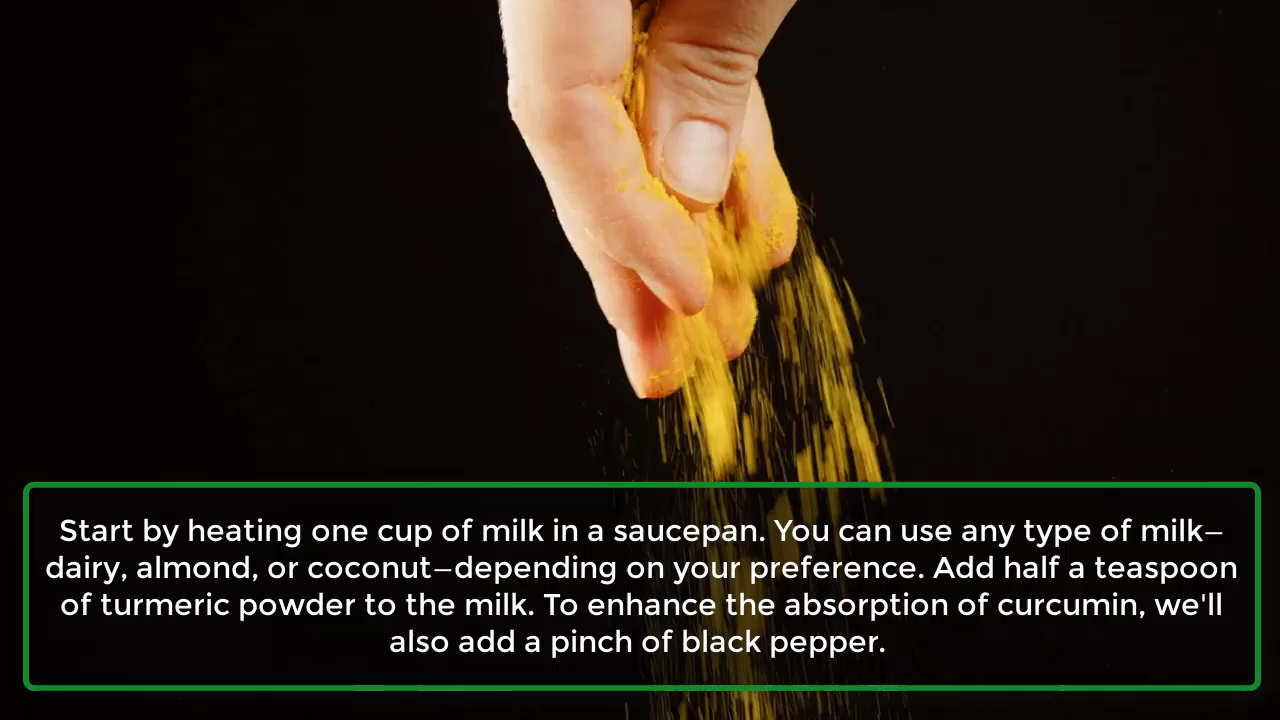 Start by heating one cup of milk in a saucepan. You can use any type of milk—
dairy, almond, or coconut—depending on your preference. Add half a teaspoon
of turmeric powder to the milk. To enhance the absorption of curcumin, we'll
also add a pinch of black pepper.